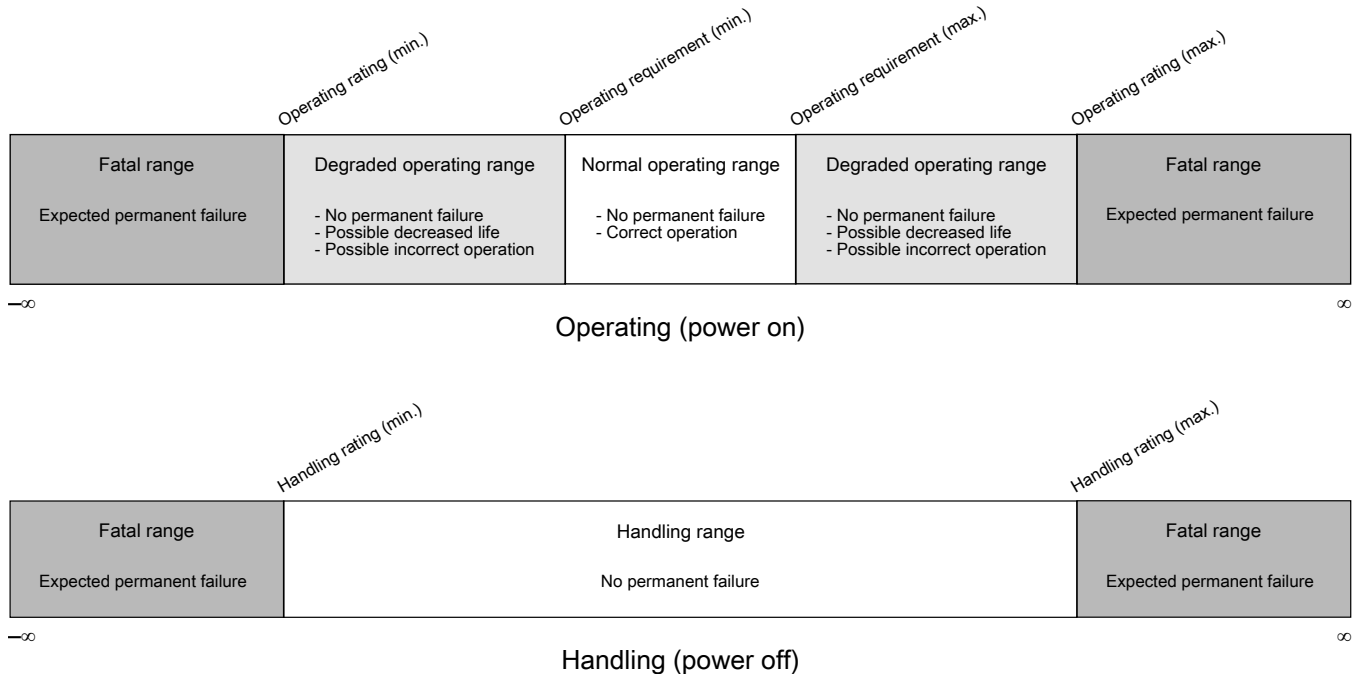 Operating rating (min.)
Operating requirement (min.)
Operating requirement (max.)
Operating rating (max.)
Fatal range
Expected permanent failure
Degraded operating range
- No permanent failure
- Possible decreased life
- Possible incorrect operation
Normal operating range
- No permanent failure
- Correct operation
Degraded operating range
- No permanent failure
- Possible decreased life
- Possible incorrect operation
Fatal range
Expected permanent failure
–∞
∞
Operating (power on)
Handling rating (min.)
Handling rating (max.)
Fatal range
Expected permanent failure
Handling range
No permanent failure
Fatal range
Expected permanent failure
–∞
∞
Handling (power off)